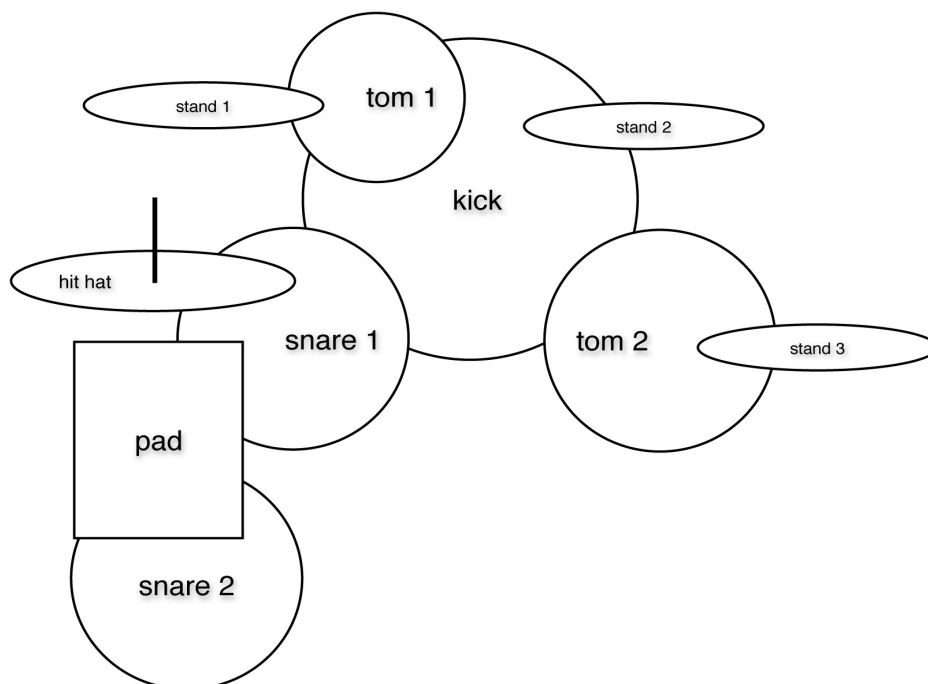 tom 1
stand 1
stand 2
kick
hit hat
snare 1
tom 2
stand 3
pad
snare 2